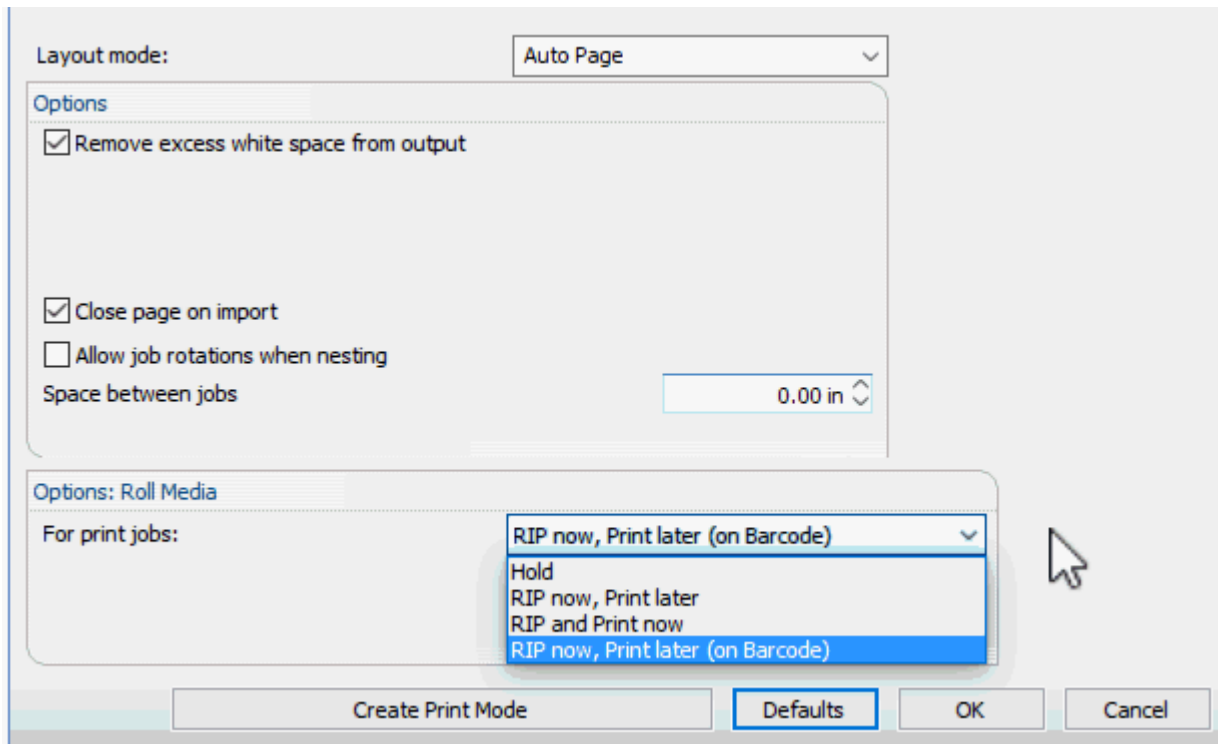 Layout mode: Auto Page
Options
Remove excess white space from output
Close page on import
Allow job rotations when nesting
Space between jobs 0.00 in
Options: Roll Media
For print jobs: RIP now, Print later (on Barcode)
Hold
RIP now, Print later
RIP and Print now
RIP now, Print later (on Barcode)
Create Print Mode Defaults OK Cancel